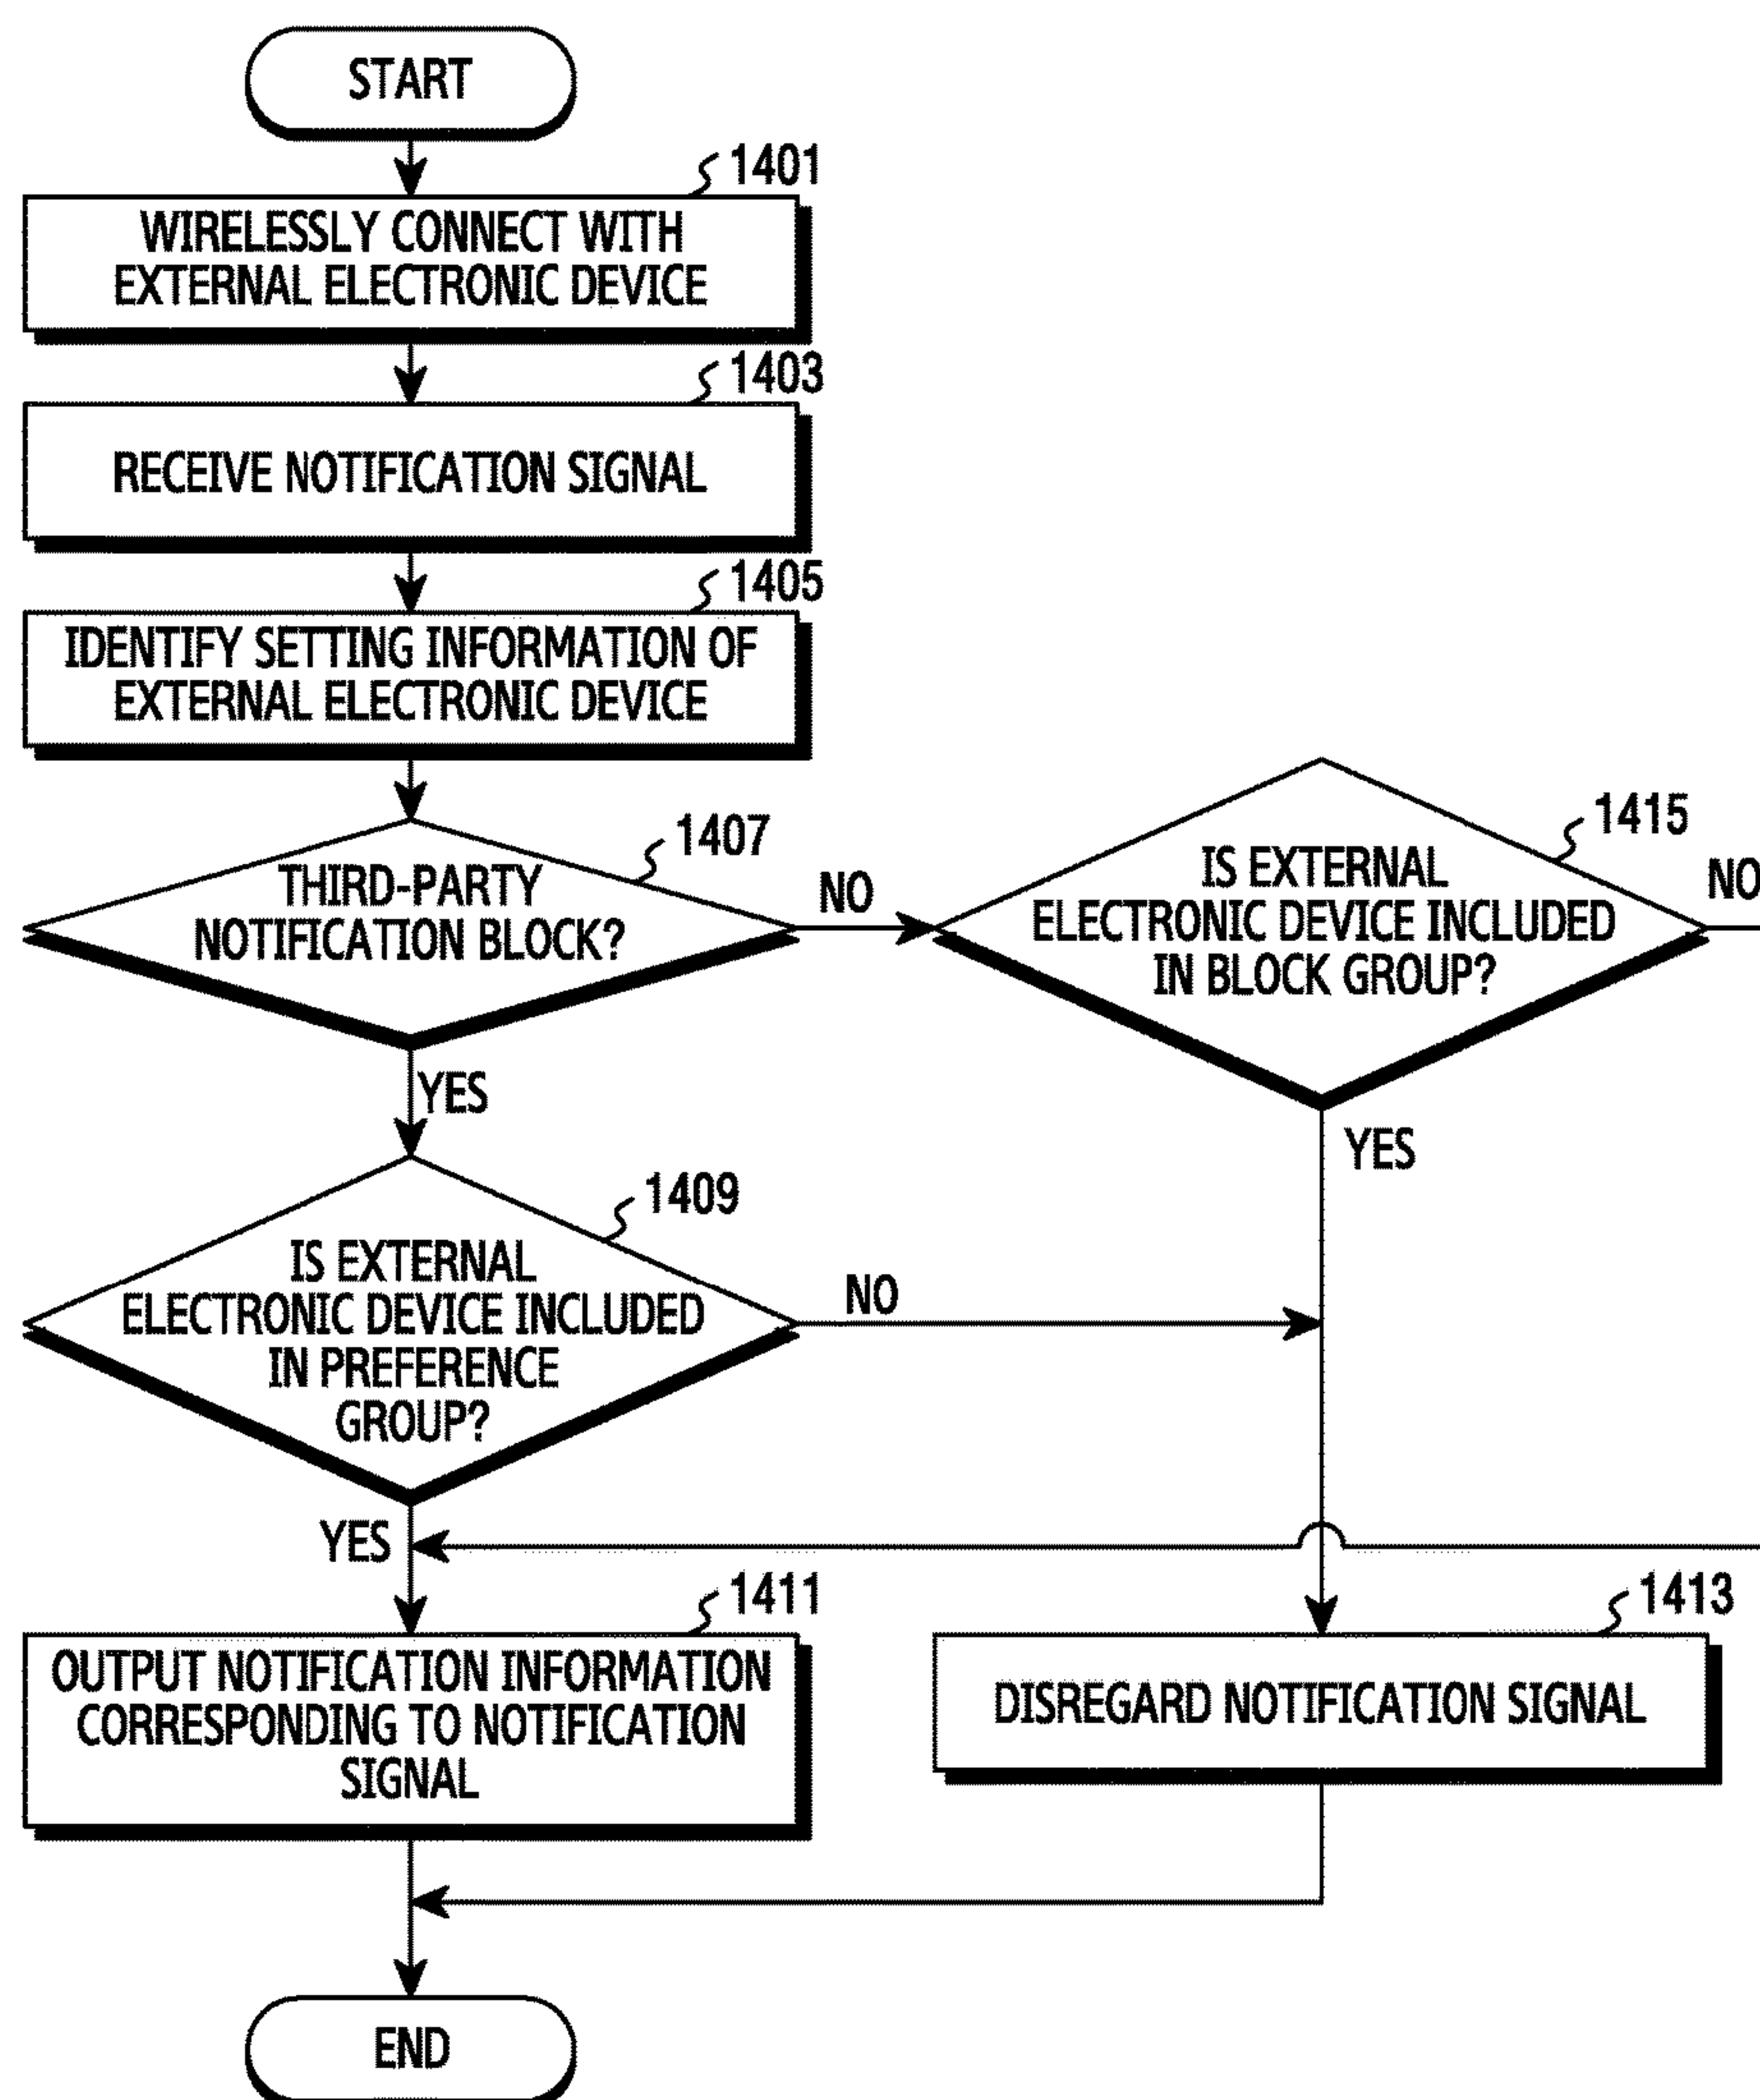 START
1401
WIRELESSLY CONNECT WITH
EXTERNAL ELECTRONIC DEVICE
1403
RECEIVE NOTIFICATION SIGNAL
1405
IDENTIFY SETTING INFORMATION OF
EXTERNAL ELECTRONIC DEVICE
1407
THIRD-PARTY
NOTIFICATION BLOCK?
NO
1415
IS EXTERNAL
ELECTRONIC DEVICE INCLUDED
IN BLOCK GROUP?
NO
YES
YES
1409
IS EXTERNAL
ELECTRONIC DEVICE INCLUDED
IN PREFERENCE
GROUP?
NO
YES
1411
OUTPUT NOTIFICATION INFORMATION
CORRESPONDING TO NOTIFICATION
SIGNAL
1413
DISREGARD NOTIFICATION SIGNAL
END